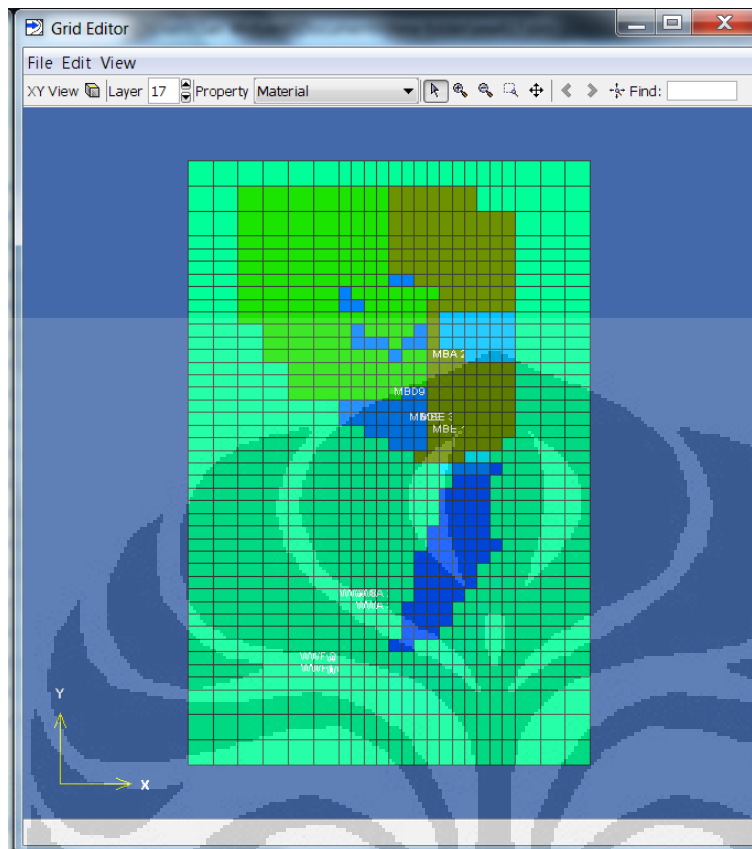 Grid Editor
File Edit View
XY View Layer 17 Property Material Find:
MBA 2
MBD9
MBE 1
Y
X